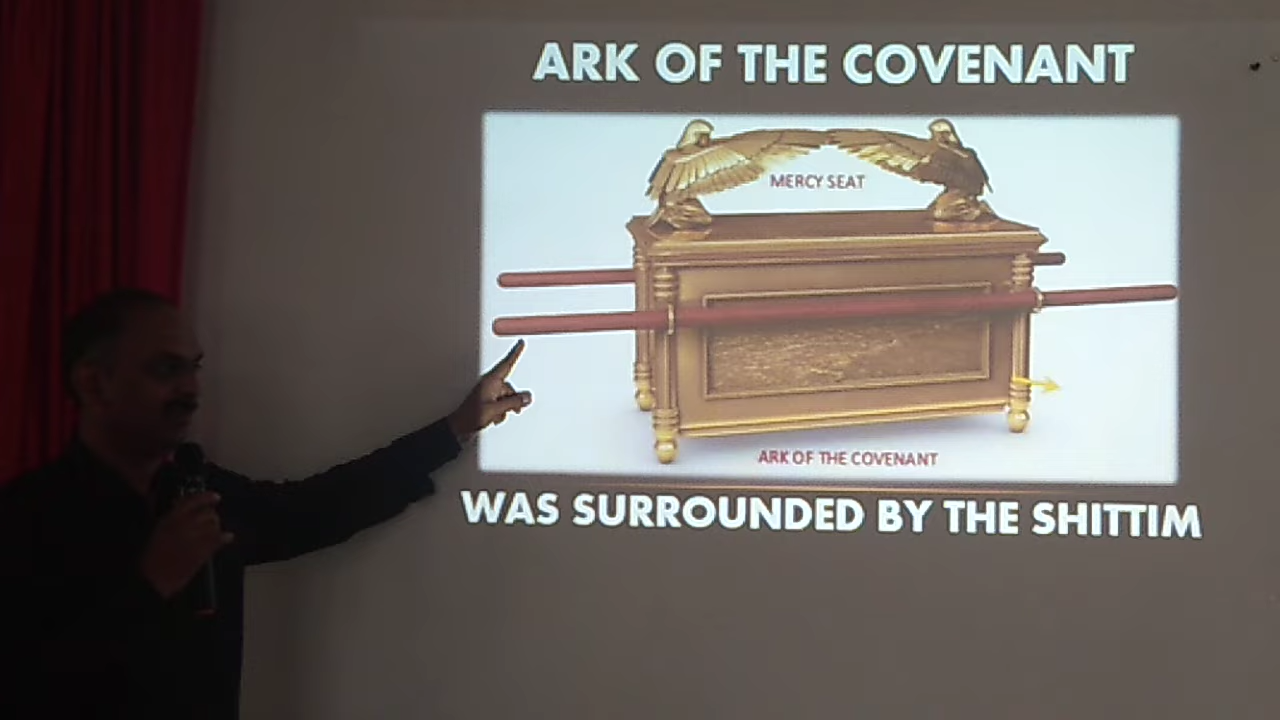 ARK OF THE COVENANT
MERCY SEAT
ARK OF THE COVENANT
WAS SURROUNDED BY THE SHITTIM